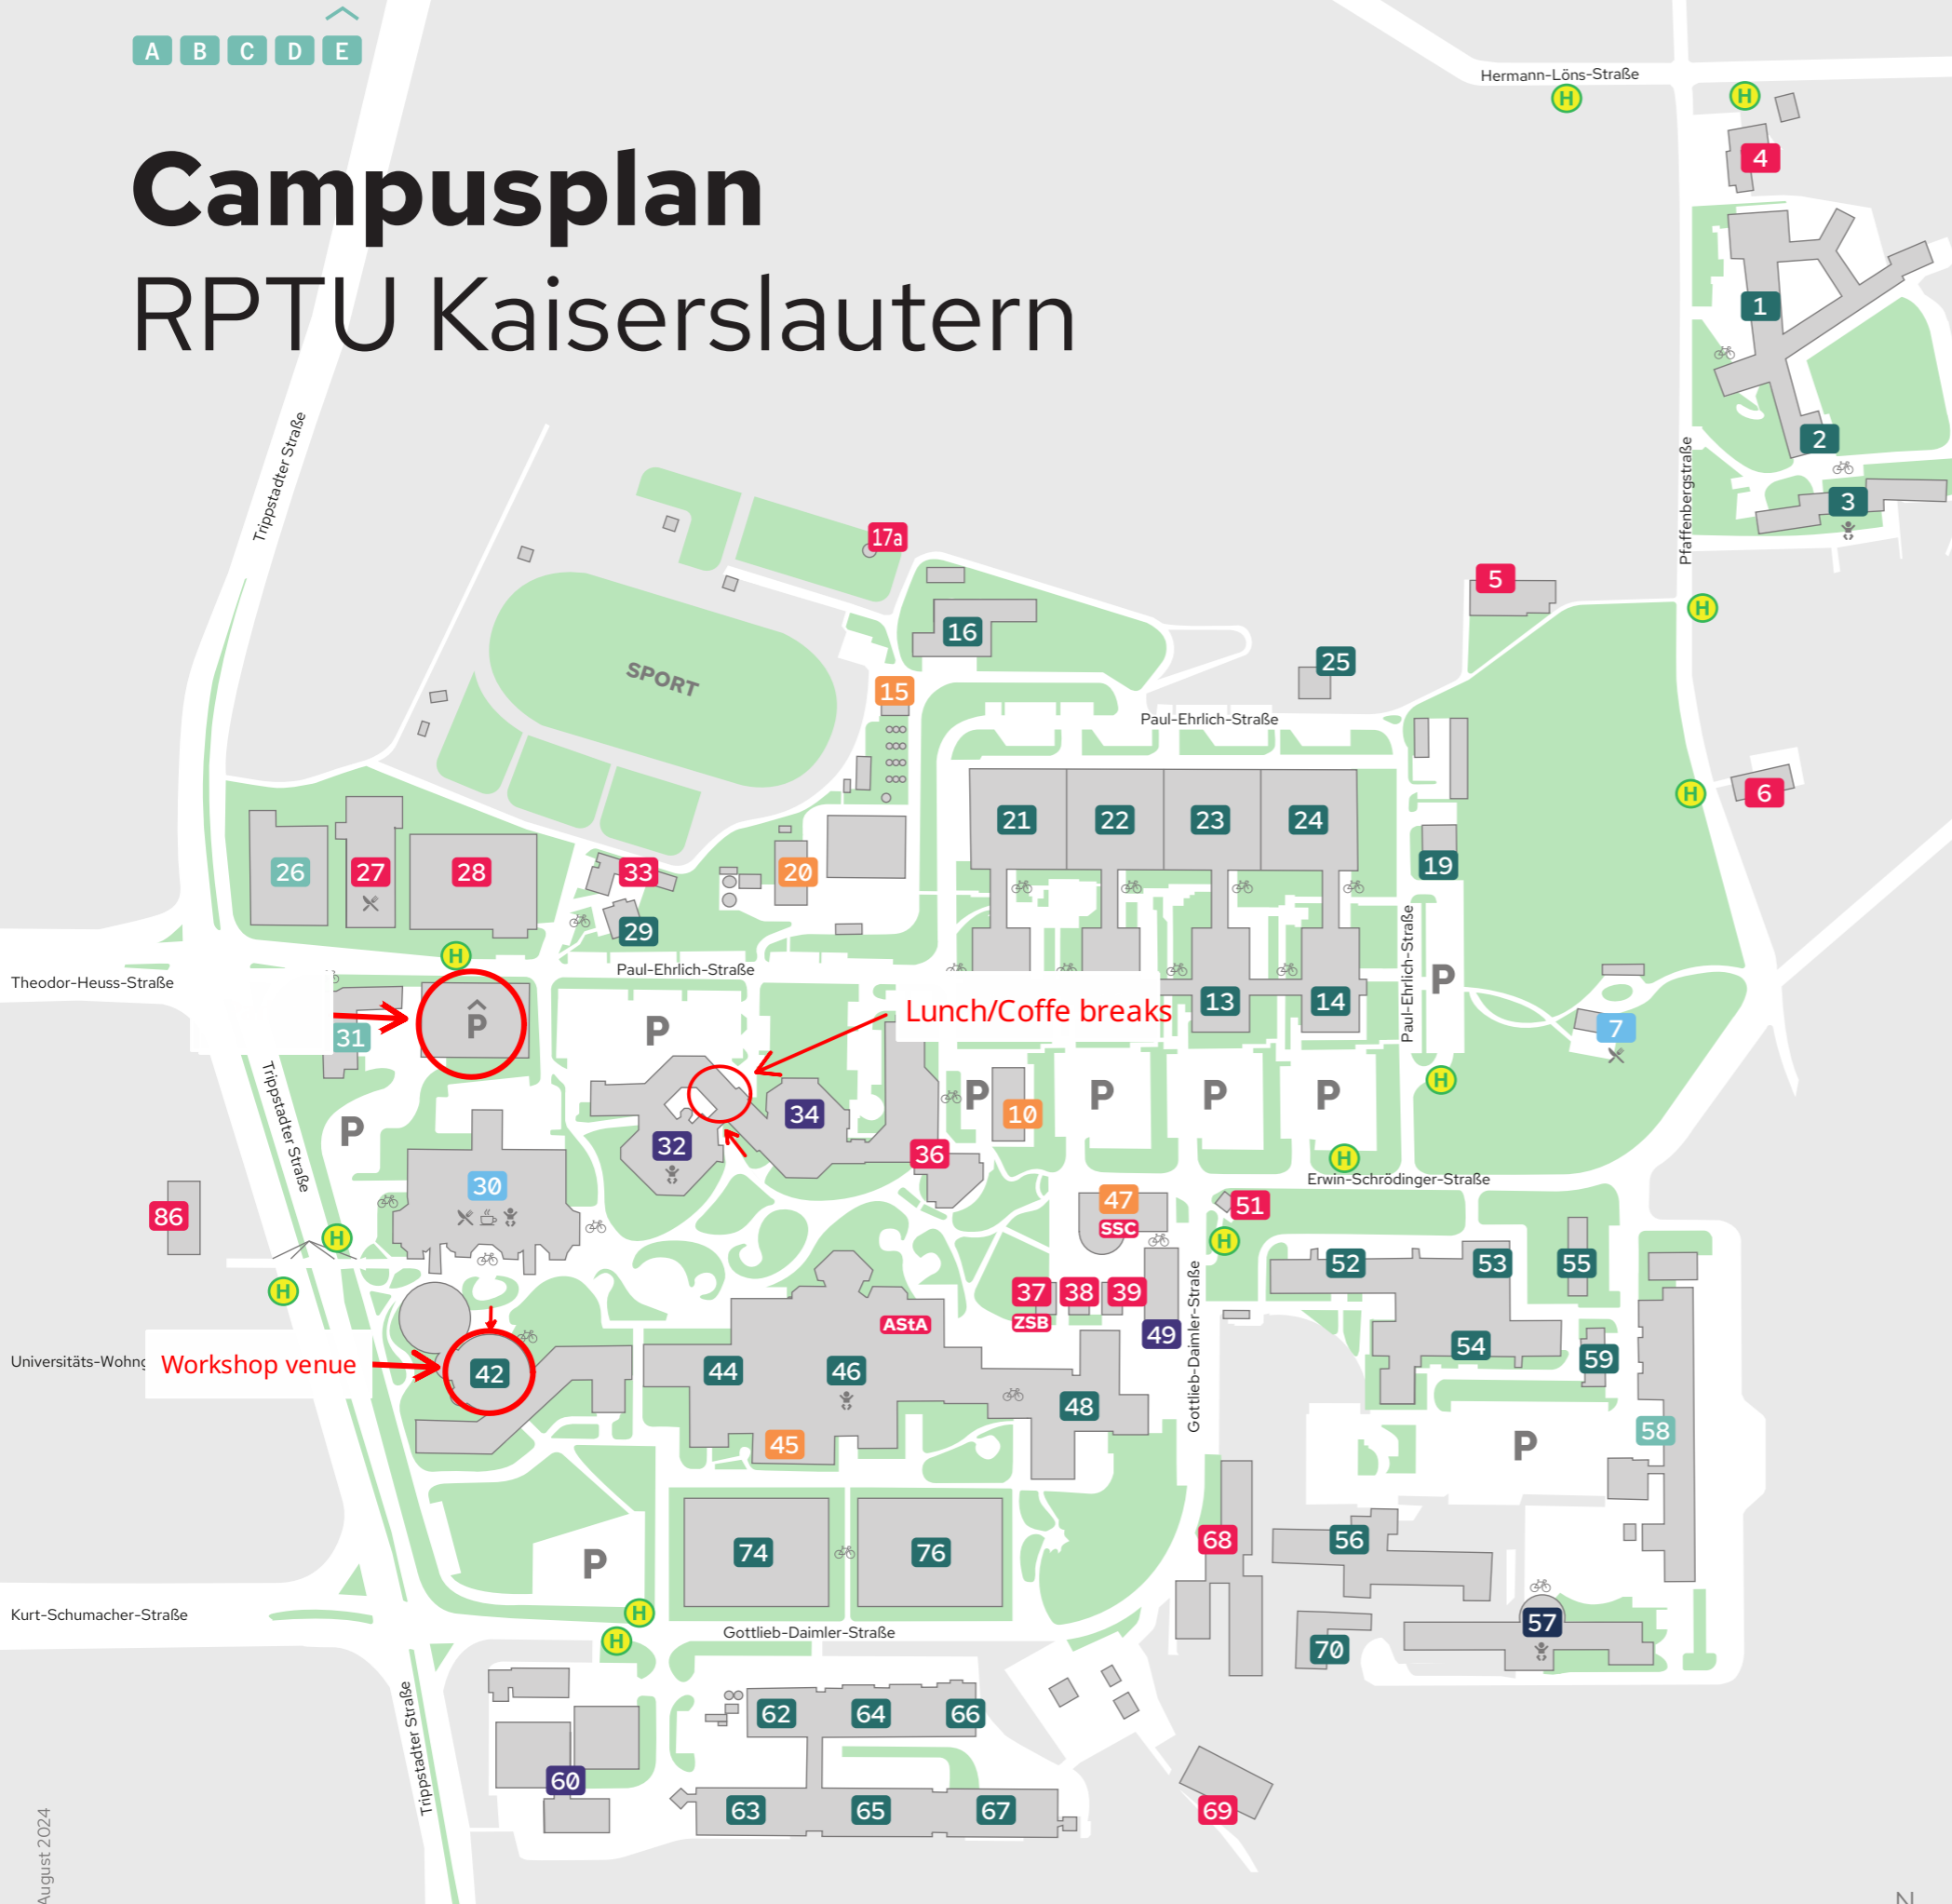 A B C D E
Campusplan
RPTU Kaiserslautern
Hermann-Löns-Straße
H
H
4
1
2
3
Trippstadter Straße
Pfaffenbergstraße
17a
5
H
16
25
SPORT
15
Paul-Ehrlich-Straße
6
H
21
22
23
24
19
26
27
28
33
20
29
H
Paul-Ehrlich-Straße
Paul-Ehrlich-Straße
P
Theodor-Heuss-Straße
P
P
31
Lunch/Coffe breaks
13
14
7
H
Trippstadter Straße
P
P
10
P
P
P
34
32
36
H
Erwin-Schrödinger-Straße
30
86
47
SSC
51
H
H
H
52
53
55
37
38
39
ZSB
AStA
49
Gottlieb-Daimler-Straße
54
59
Universitäts-Wohng
Workshop venue
42
44
46
48
45
58
P
74
76
68
56
P
Kurt-Schumacher-Straße
H
H
Gottlieb-Daimler-Straße
57
70
Trippstadter Straße
62
64
66
60
63
65
67
69
August 2024
N